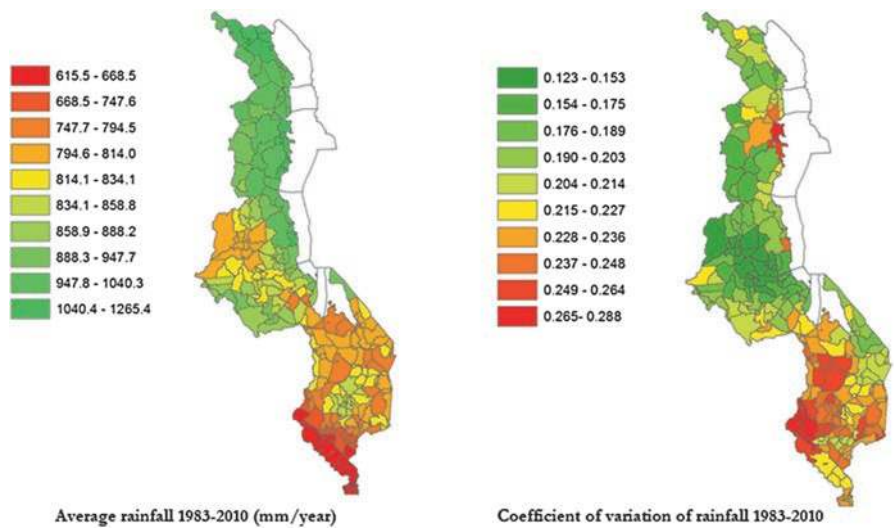 615.5 - 668.5
668.5 - 747.6
747.7 - 794.5
794.6 - 814.0
814.1 - 834.1
834.1 - 858.8
858.9 - 888.2
888.3 - 947.7
947.8 - 1040.3
1040.4 - 1265.4
Average rainfall 1983-2010 (mm/year)
0.123 - 0.153
0.154 - 0.175
0.176 - 0.189
0.190 - 0.203
0.204 - 0.214
0.215 - 0.227
0.228 - 0.236
0.237 - 0.248
0.249 - 0.264
0.265- 0.288
Coefficient of variation of rainfall 1983-2010